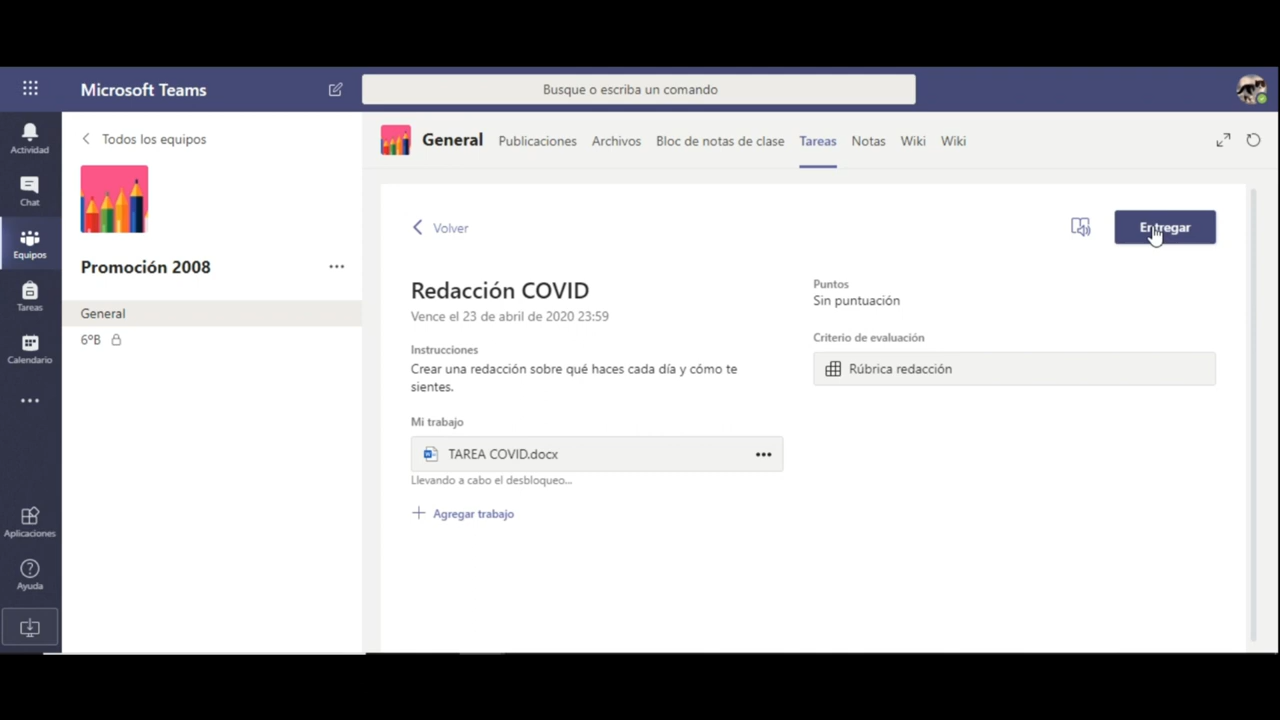 Microsoft Teams
Busque o escriba un comando
Actividad
Chat
Equipos
Tareas
Calendario
Aplicaciones
Ayuda
Todos los equipos
Promoción 2008
General
6ºB
General Publicaciones Archivos Bloc de notas de clase Tareas Notas Wiki Wiki
Volver
Entregar
Redacción COVID
Vence el 23 de abril de 2020 23:59
Instrucciones
Crear una redacción sobre qué haces cada día y cómo te
sientes.
Mi trabajo
TAREA COVID.docx
Llevando a cabo el desbloqueo...
Agregar trabajo
Puntos
Sin puntuación
Criterio de evaluación
Rúbrica redacción